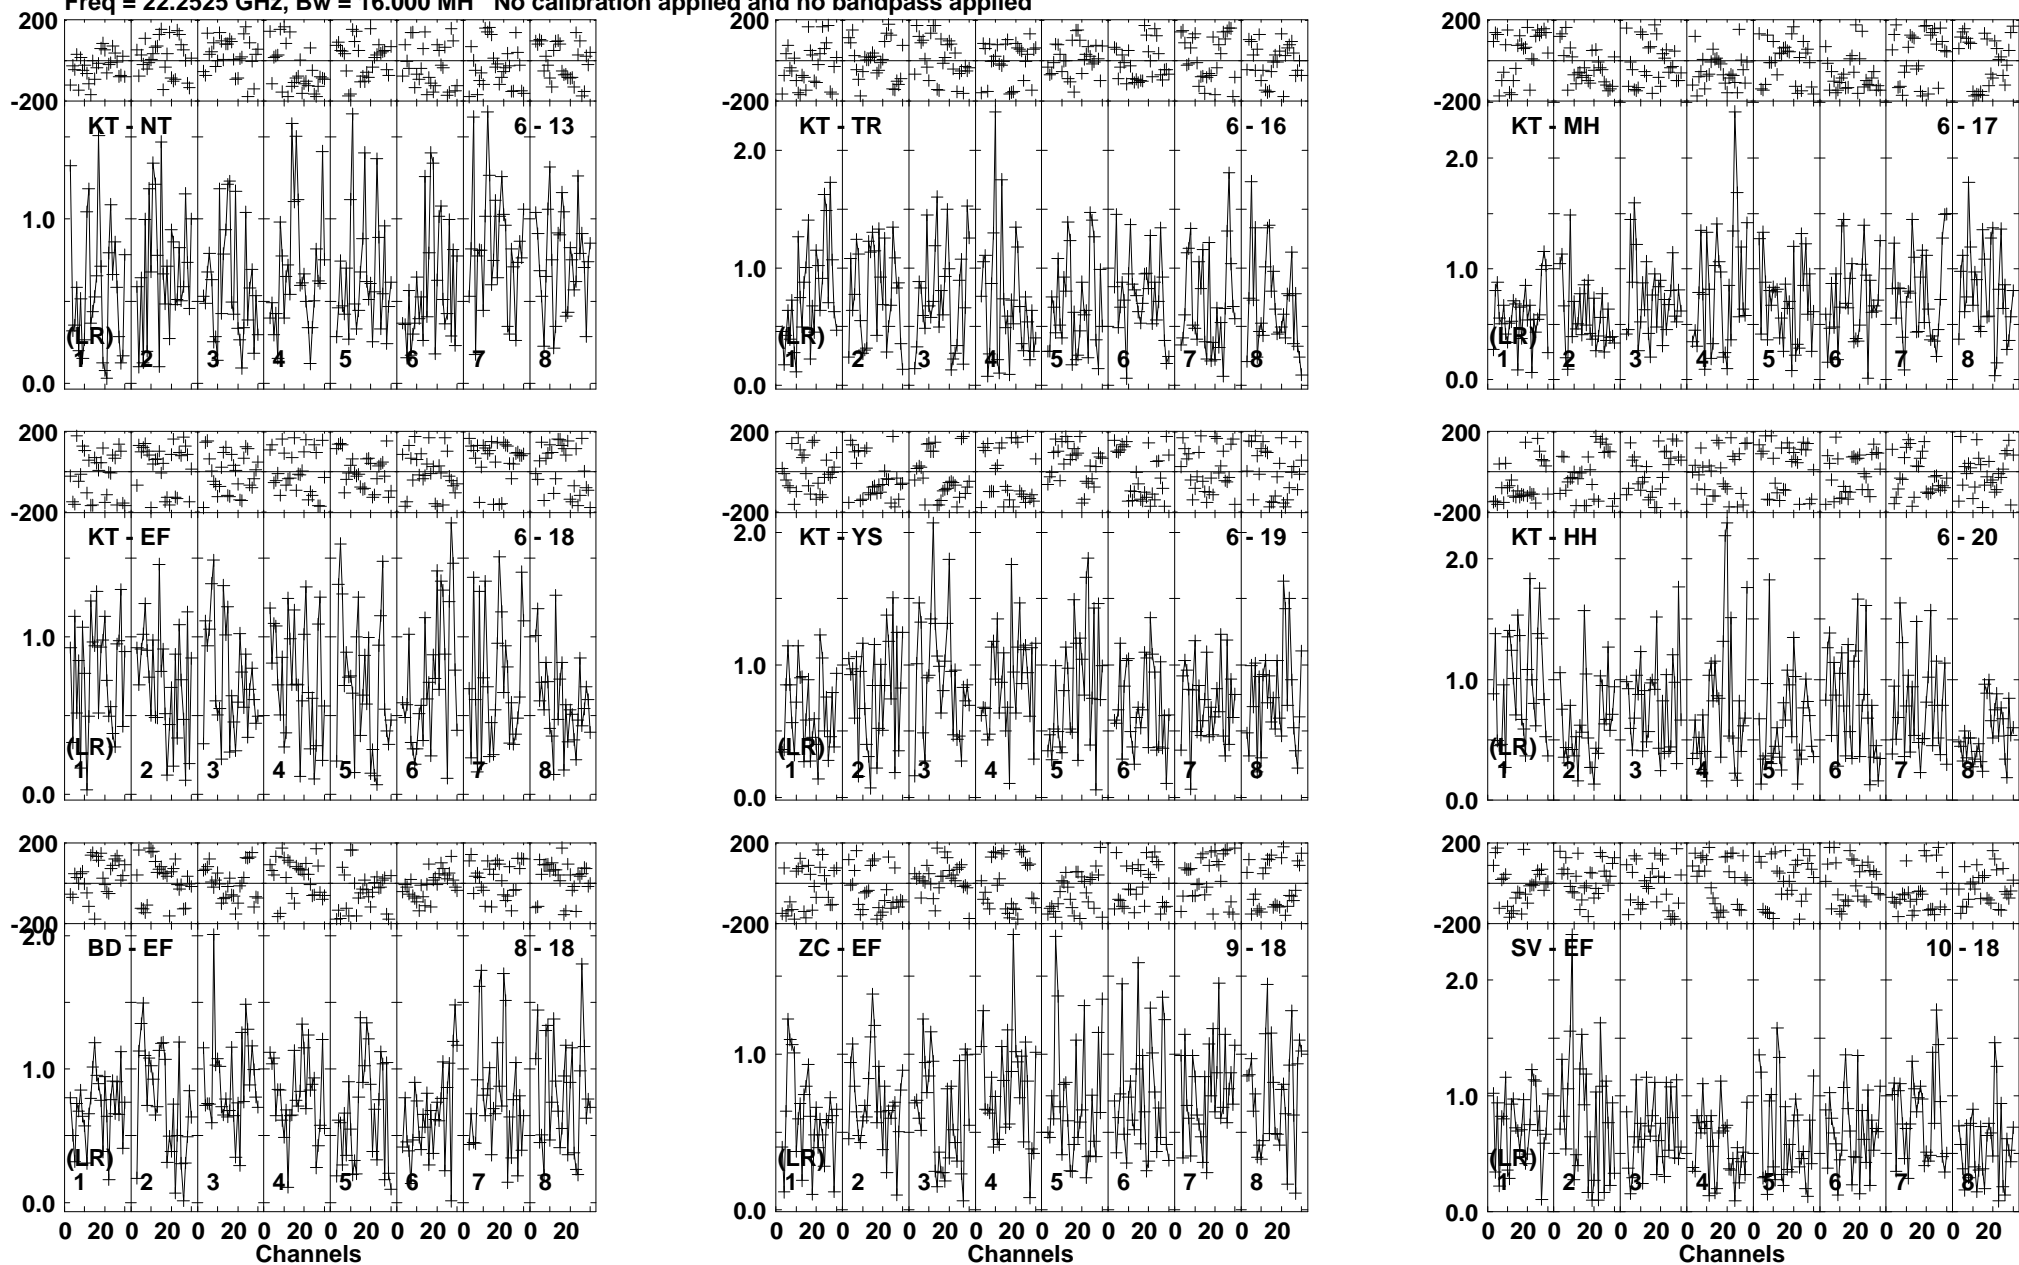 Freq = 22.2525 GHz, Bw = 16.000 MH No calibration applied and no bandpass applied
200 200 200
-200 -200 -200
KT - NT 6 - 13 KT - TR 6 - 16 KT - MH 6 - 17
2.0 2.0
1.0 1.0 1.0
(LR) (LR) (LR)
1 2 3 4 5 6 7 8 1 2 3 4 5 6 7 8 1 2 3 4 5 6 7 8
0.0 0.0 0.0
200 200 200
-200 -200 -200
KT - EF 6 - 18 KT - YS 6 - 19 KT - HH 6 - 20
2.0 2.0
1.0 1.0 1.0
(LR) (LR) (LR)
1 2 3 4 5 6 7 8 1 2 3 4 5 6 7 8 1 2 3 4 5 6 7 8
0.0 0.0 0.0
200 200 200
-200 -200 -200
2.0 BD - EF 8 - 18 ZC - EF 9 - 18 SV - EF 10 - 18
2.0
1.0 1.0 1.0
(LR) (LR) (LR)
1 2 3 4 5 6 7 8 1 2 3 4 5 6 7 8 1 2 3 4 5 6 7 8
0.0 0.0 0.0
0 20 0 20 0 20 0 20 0 20 0 20 0 20 0 20 0 20 0 20 0 20 0 20 0 20 0 20 0 20 0 20 0 20 0 20 0 20 0 20 0 20 0 20 0 20 0 20
Channels Channels Channels